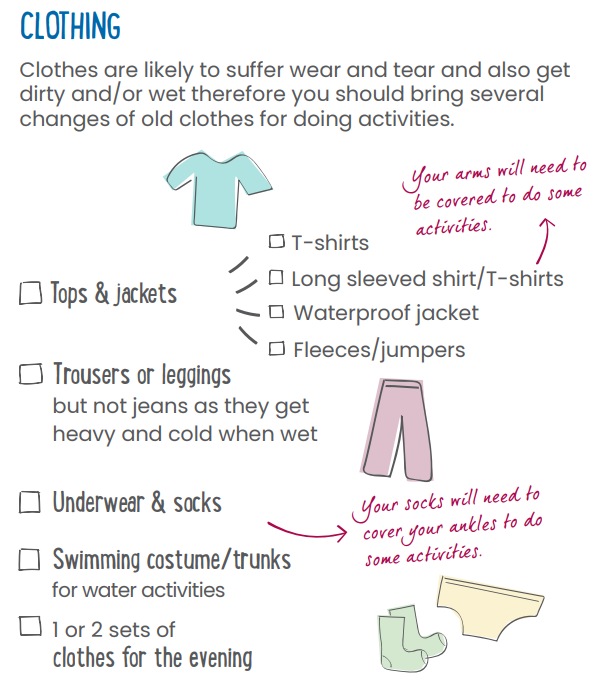 CLOTHING
Clothes are likely to suffer wear and tear and also get
dirty and/or wet therefore you should bring several
changes of old clothes for doing activities.
Your arms will need to
be covered to do some
activities.
Tops & jackets
T-shirts
Long sleeved shirt/T-shirts
Waterproof jacket
Fleeces/jumpers
Trousers or leggings
but not jeans as they get
heavy and cold when wet
Underwear & socks
Your socks will need to
cover your ankles to do
some activities.
Swimming costume/trunks
for water activities
1 or 2 sets of
clothes for the evening